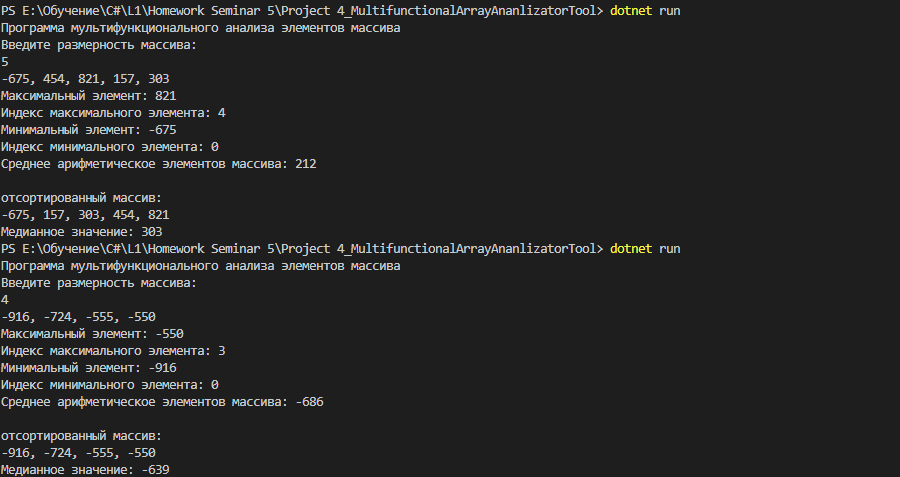 PS E:\Обучение\C#\L1\Homework Seminar 5\Project 4_MultifunctionalArrayAnanlizatorTool> dotnet run
Программа мультифункционального анализа элементов массива
Введите размерность массива:
5
-675, 454, 821, 157, 303
Максимальный элемент: 821
Индекс максимального элемента: 4
Минимальный элемент: -675
Индекс минимального элемента: 0
Среднее арифметическое элементов массива: 212

отсортированный массив:
-675, 157, 303, 454, 821
Медианное значение: 303
PS E:\Обучение\C#\L1\Homework Seminar 5\Project 4_MultifunctionalArrayAnanlizatorTool> dotnet run
Программа мультифункционального анализа элементов массива
Введите размерность массива:
4
-916, -724, -555, -550
Максимальный элемент: -550
Индекс максимального элемента: 3
Минимальный элемент: -916
Индекс минимального элемента: 0
Среднее арифметическое элементов массива: -686

отсортированный массив:
-916, -724, -555, -550
Медианное значение: -639